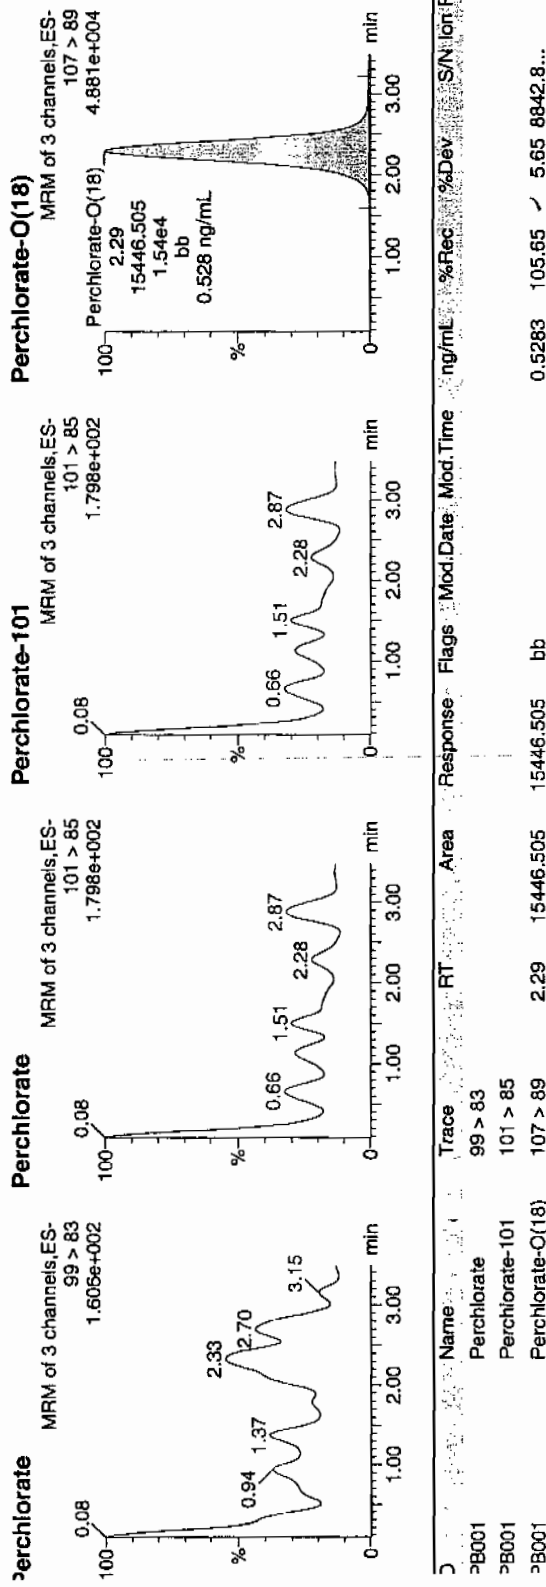 Perchlorate
MRM of 3 channels,ES-
99 > 83
1.606e+002
100
%
0
0.08
0.94
1.37
2.33
2.70
3.15
1.00
2.00
3.00
min
Perchlorate
MRM of 3 channels,ES-
101 > 85
1.798e+002
100
%
0
0.08
0.66
1.51
2.28
2.87
1.00
2.00
3.00
min
Perchlorate-101
MRM of 3 channels,ES-
101 > 85
1.798e+002
100
%
0
0.08
0.66
1.51
2.28
2.87
1.00
2.00
3.00
min
Perchlorate-O(18)
MRM of 3 channels,ES-
107 > 89
4.881e+004
100
%
0
Perchlorate-O(18)
2.29
15446.505
1.54e4
bb
0.528 ng/mL
1.00
2.00
3.00
min
Name Trace RT Area Response Flags Mod.Date Mod.Time ng/mL %Rec %Dev S/N Ion
PB001 Perchlorate 99 > 83
PB001 Perchlorate-101 101 > 85
PB001 Perchlorate-O(18) 107 > 89 2.29 15446.505 15446.505 bb 0.5283 105.65 ✓ 5.65 8842.8...